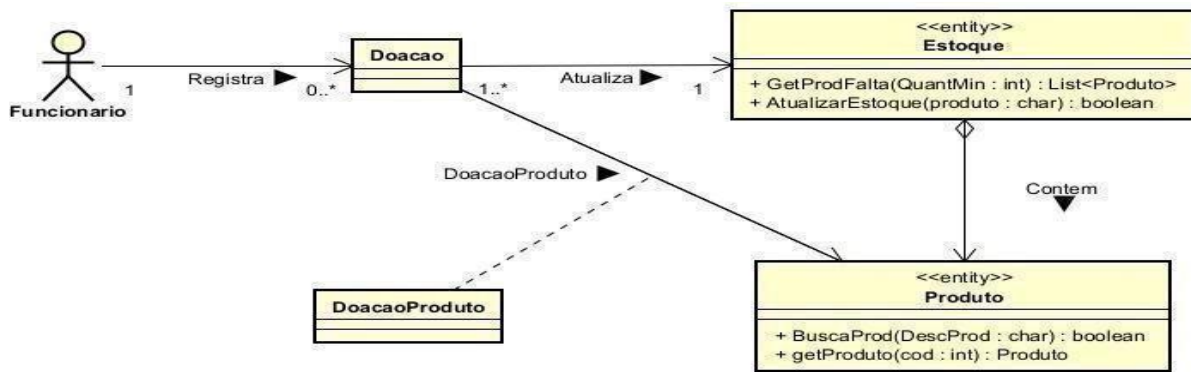 <<entity>>
Estoque
+ GetProdFalta(QuantMin : int) : List<Produto>
+ AtualizarEstoque(produto : char) : boolean
Doacao
Registra
Atualiza
1
0..*
1..*
1
Funcionario
DoacaoProduto
Contem
<<entity>>
Produto
+ BuscaProd(DescProd : char) : boolean
+ getProduto(cod : int) : Produto
DoacaoProduto